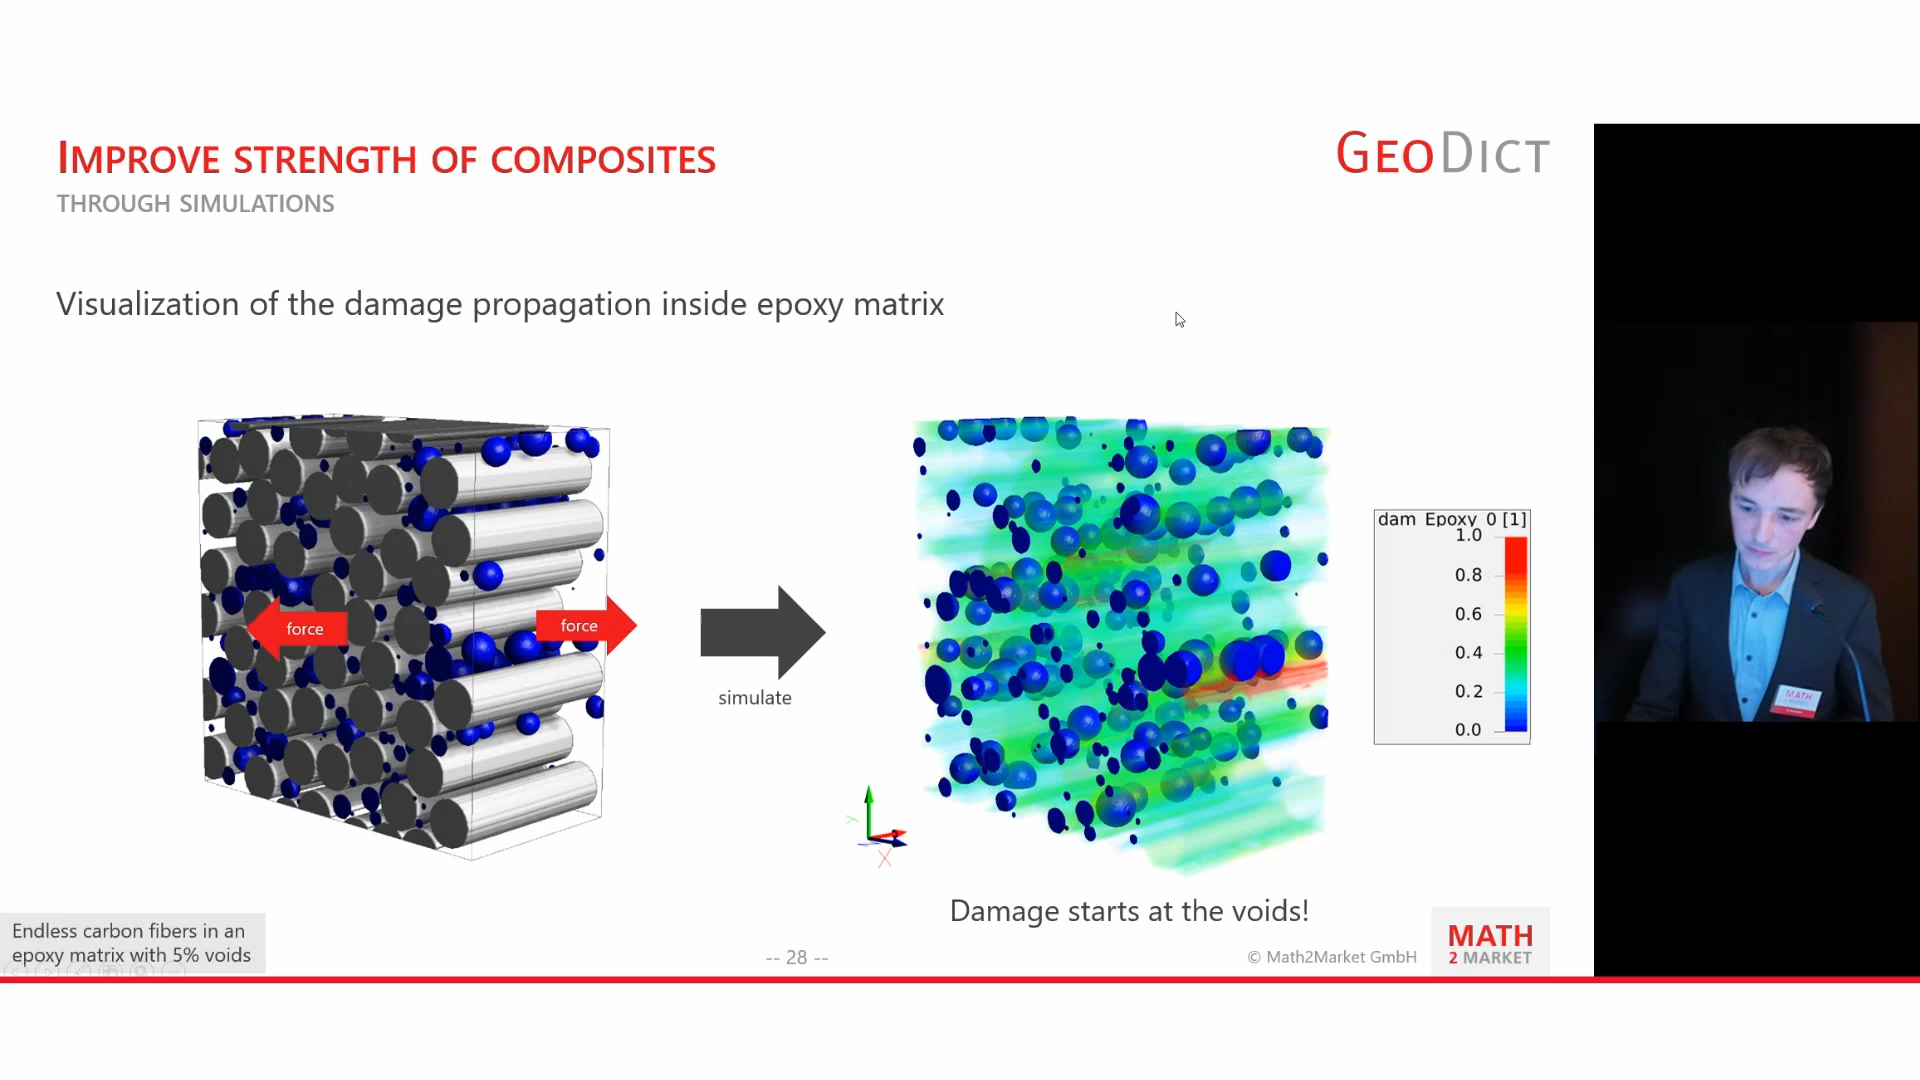 IMPROVE STRENGTH OF COMPOSITES
THROUGH SIMULATIONS
GEODICT
Visualization of the damage propagation inside epoxy matrix
force
force
simulate
dam Epoxy 0 [1]
1.0
0.8
0.6
0.4
0.2
0.0
X
MATH
Damage starts at the voids!
Endless carbon fibers in an
epoxy matrix with 5% voids
-- 28 --
© Math2Market GmbH
MATH
2 MARKET